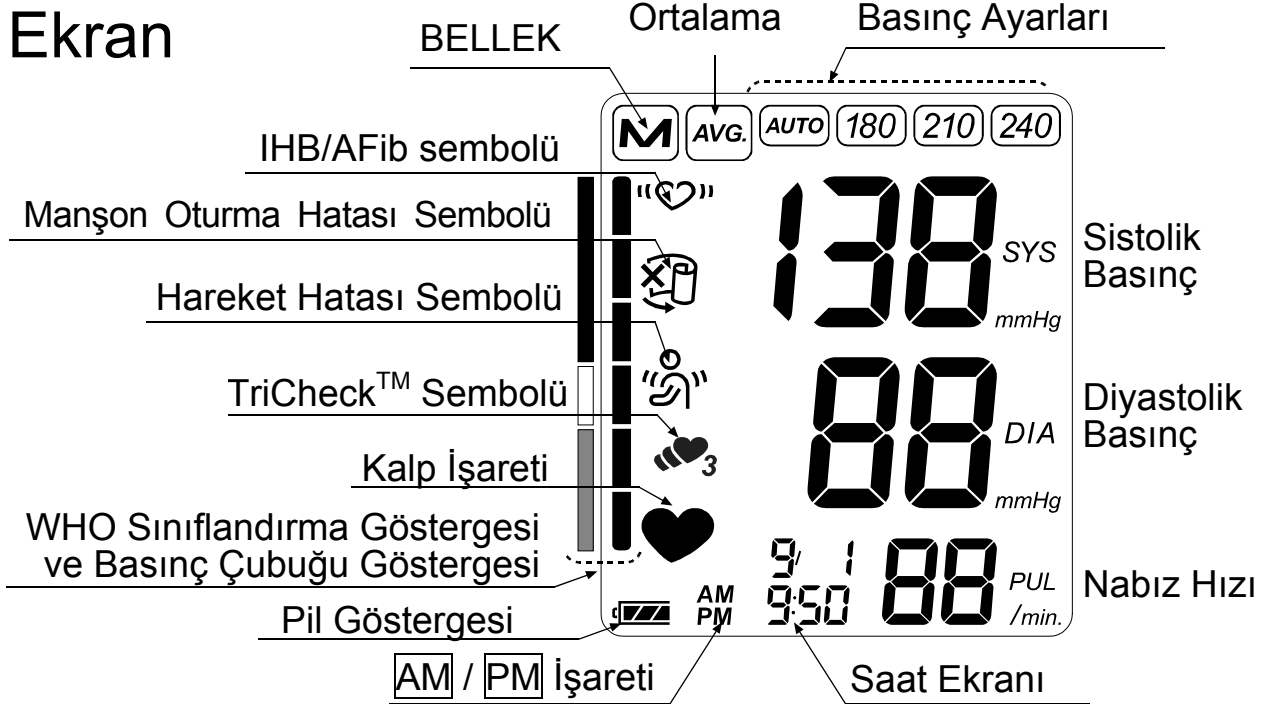 Ekran
BELLEK
Ortalama
Basınç Ayarları
M AVG. AUTO 180 210 240
IHB/AFib sembolü
Manşon Oturma Hatası Sembolü
Hareket Hatası Sembolü
TriCheck™ Sembolü
Kalp İşareti
WHO Sınıflandırma Göstergesi
ve Basınç Çubuğu Göstergesi
Pil Göstergesi
AM / PM İşareti
138 SYS
mmHg
Sistolik
Basınç
88 DIA
mmHg
Diyastolik
Basınç
3
9/ 1
AM
PM
9:50
88 PUL
/min.
Nabız Hızı
Saat Ekranı